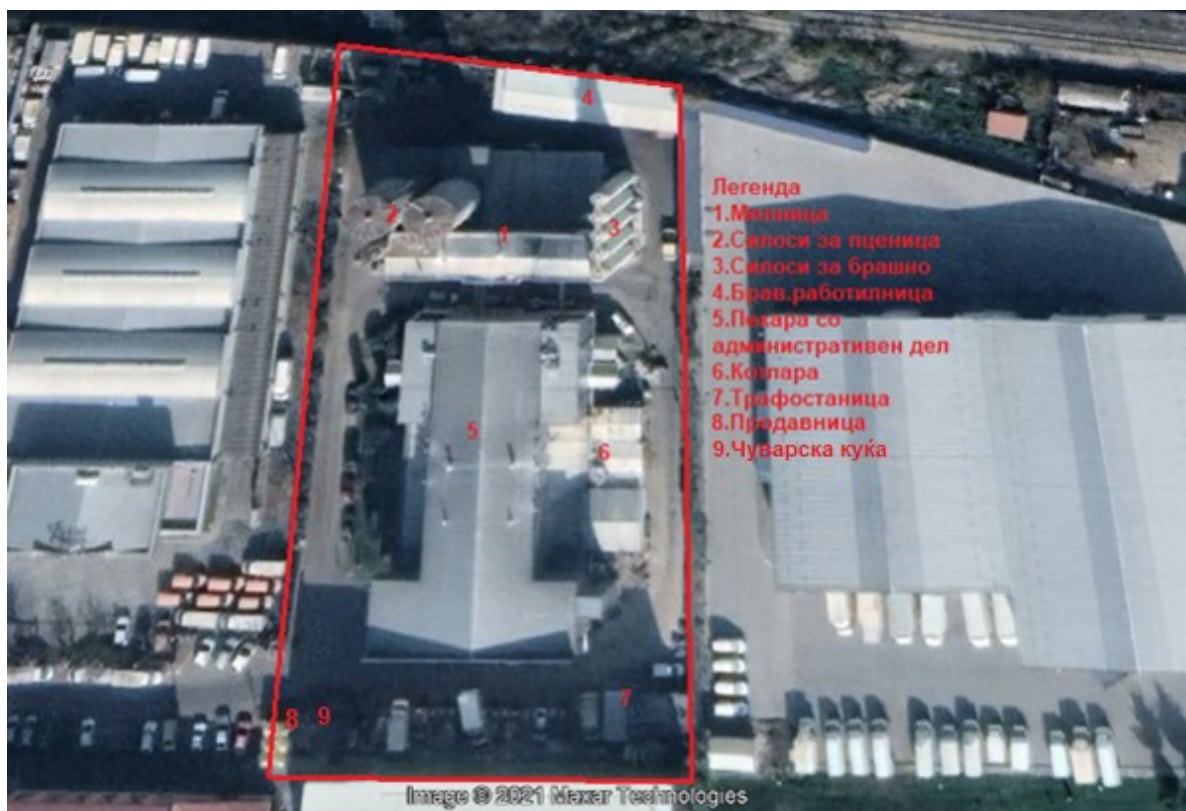 4
2
3
1
Легенда
1.Мелница
2.Силоси за пценица
3.Силоси за брашно
4.Брав.работилница
5.Пекара со
административен дел
6.Котлара
7.Трафостаница
8.Продавница
9.Чуварска куќа
5
6
7
8 9
Image © 2021 Maxar Technologies